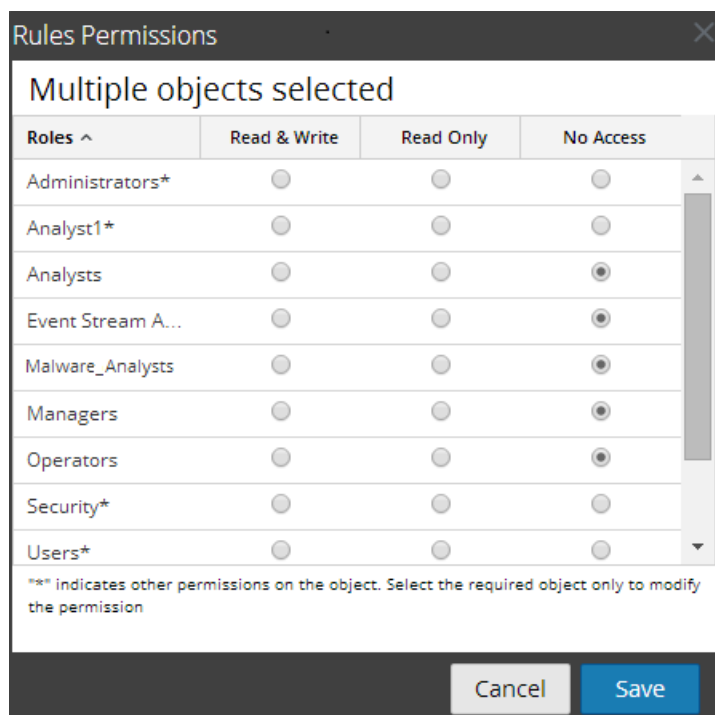 Rules Permissions
Multiple objects selected
Roles Read & Write Read Only No Access
Administrators*
Analyst1*
Analysts
Event Stream A...
Malware_Analysts
Managers
Operators
Security*
Users*
"*" indicates other permissions on the object. Select the required object only to modify
the permission
Cancel Save